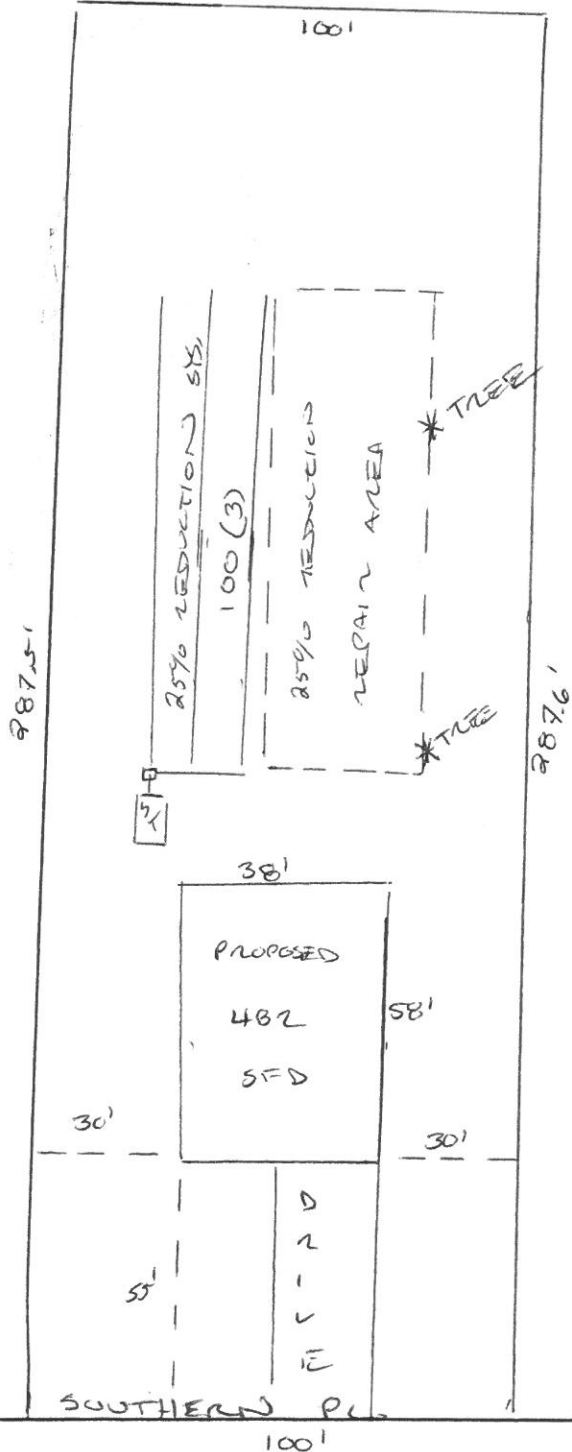 100'
287.5'
25% REDUCTION SYS.
100 (3)
25% REDUCTION
REPAIR AREA
TREE
TREE
287.6'
ST
38'
PROPOSED
4BR
SFD
58'
30'
30'
55'
DRIVE
SOUTHERN PL.
100'